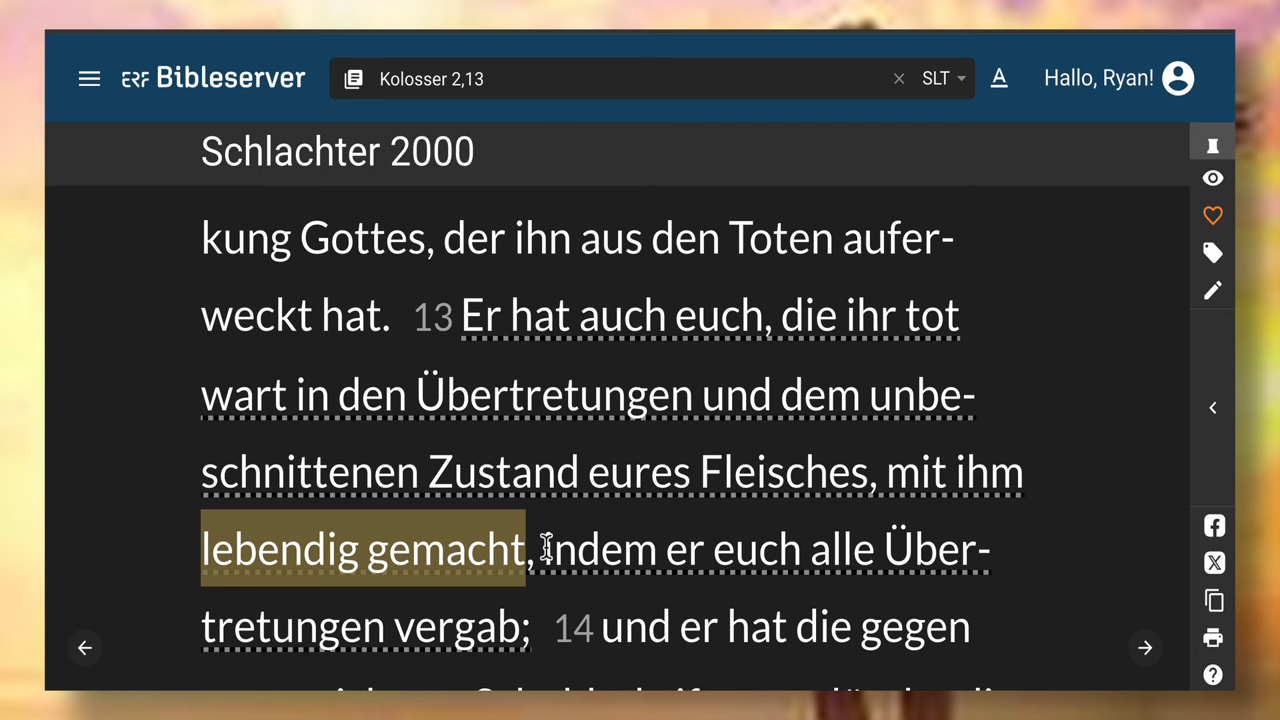 ERF Bibleserver
Kolosser 2,13
SLT
A
Hallo, Ryan!
Schlachter 2000
kung Gottes, der ihn aus den Toten aufer-
weckt hat. 13 Er hat auch euch, die ihr tot
wart in den Übertretungen und dem unbe-
schnittenen Zustand eures Fleisches, mit ihm
lebendig gemacht, indem er euch alle Über-
tretungen vergab; 14 und er hat die gegen